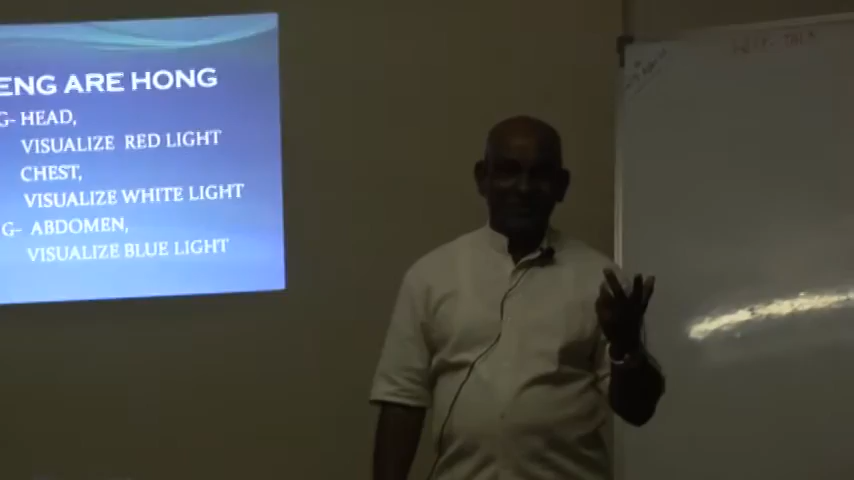 ENG ARE HONG
G- HEAD,
VISUALIZE RED LIGHT
CHEST,
VISUALIZE WHITE LIGHT
G- ABDOMEN,
VISUALIZE BLUE LIGHT